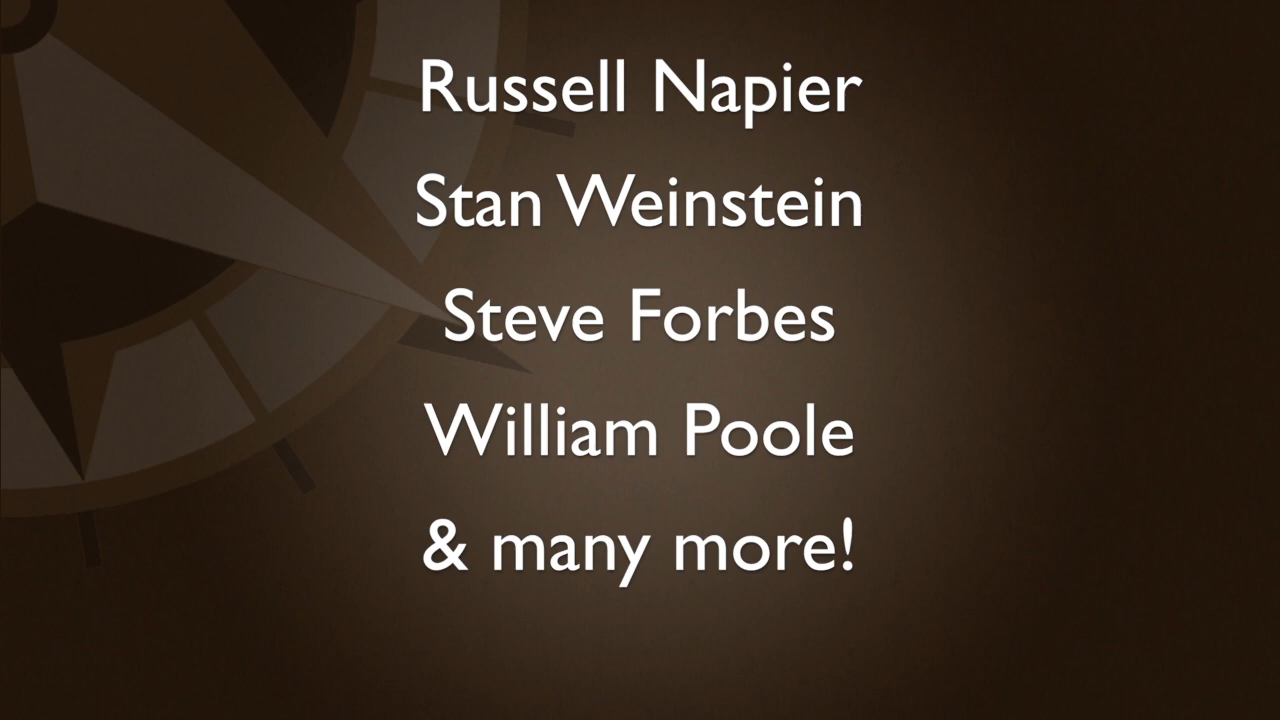 Russell Napier
Stan Weinstein
Steve Forbes
William Poole
& many more!